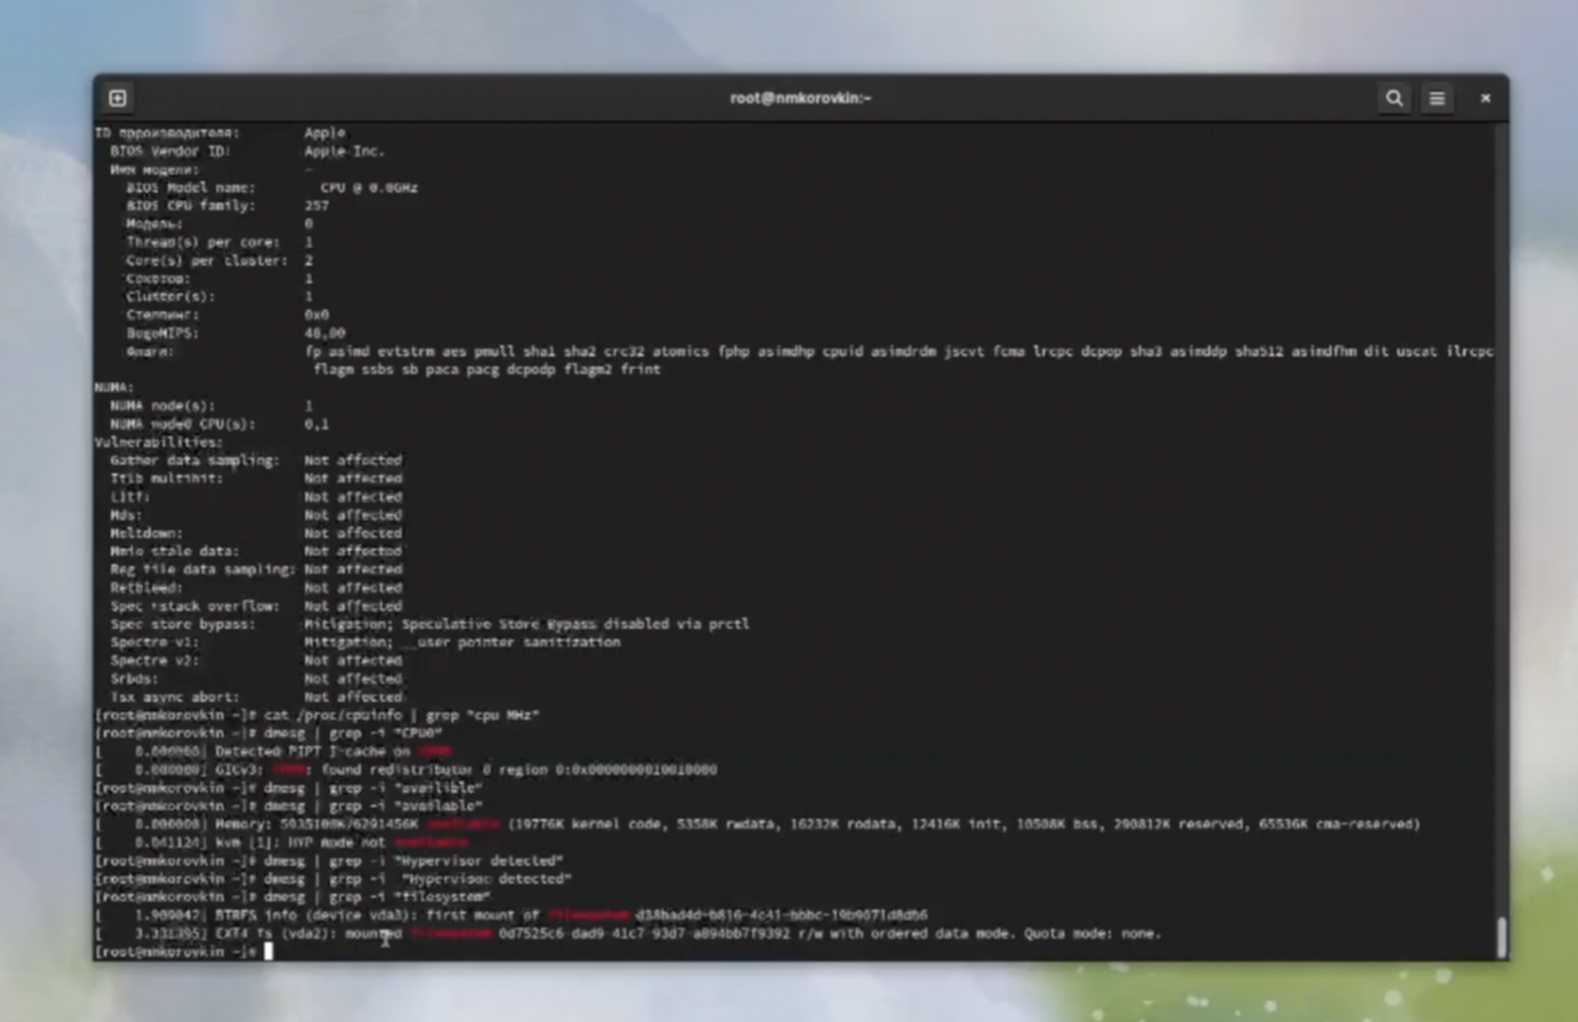 root@nmkorovkin:~
ID прроизводителя: Apple
BIOS Vendor ID: Apple Inc.
Имя модели: -
BIOS Model name: CPU @ 0.0GHz
BIOS CPU family: 257
Модель: 0
Thread(s) per core: 1
Core(s) per cluster: 2
Сокетов: 1
Cluster(s): 1
Степпинг: 0x0
BogoMIPS: 48,00
Флаги: fp asimd evtstrm aes pmull sha1 sha2 crc32 atomics fphp asimdhp cpuid asimdrdm jscvt fcma lrcpc dcpop sha3 asimddp sha512 asimdfhm dit uscat ilrcpc
flagm ssbs sb paca pacg dcpodp flagm2 frint
NUMA:
NUMA node(s): 1
NUMA node0 CPU(s): 0,1
Vulnerabilities:
Gather data sampling: Not affected
Itlb multihit: Not affected
L1tf: Not affected
Mds: Not affected
Meltdown: Not affected
Mmio stale data: Not affected
Reg file data sampling: Not affected
Retbleed: Not affected
Spec rstack overflow: Not affected
Spec store bypass: Mitigation; Speculative Store Bypass disabled via prctl
Spectre v1: Mitigation; __user pointer sanitization
Spectre v2: Not affected
Srbds: Not affected
Tsx async abort: Not affected
[root@nmkorovkin ~]# cat /proc/cpuinfo | grep "cpu MHz"
[root@nmkorovkin ~]# dmesg | grep -i "CPU0"
[ 0.000000] Detected PIPT I-cache on CPU0
[ 0.000000] GICv3: CPU0: found redistributor 0 region 0:0x0000000010010000
[root@nmkorovkin ~]# dmesg | grep -i "availible"
[root@nmkorovkin ~]# dmesg | grep -i "available"
[ 0.000000] Memory: 5935108K/6291456K available (19776K kernel code, 5358K rwdata, 16232K rodata, 12416K init, 10508K bss, 290812K reserved, 65536K cma-reserved)
[ 0.041124] kvm [1]: HYP mode not available
[root@nmkorovkin ~]# dmesg | grep -i "Hypervisor detected"
[root@nmkorovkin ~]# dmesg | grep -i "Hypervisor detected"
[root@nmkorovkin ~]# dmesg | grep -i "filesystem"
[ 1.909042] BTRFS info (device vda3): first mount of filesystem
[ 3.331395] EXT4-fs (vda2): mounted filesystem 0d7525c6-dad9-41c7-93d7-a894bb7f9392 r/w with ordered data mode. Quota mode: none.
[root@nmkorovkin ~]#